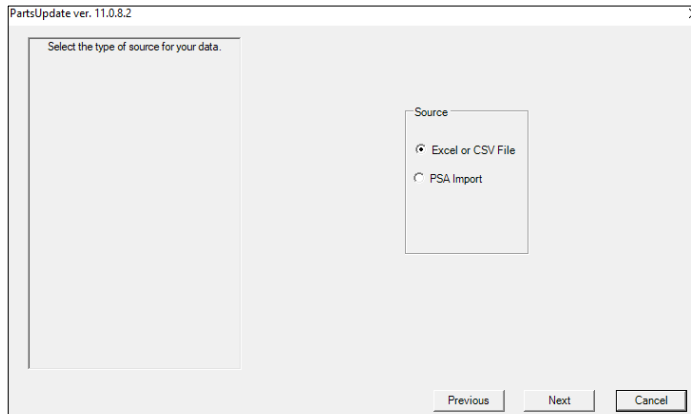 PartsUpdate ver. 11.0.8.2
Select the type of source for your data.
Source
Excel or CSV File
PSA Import
Previous
Next
Cancel